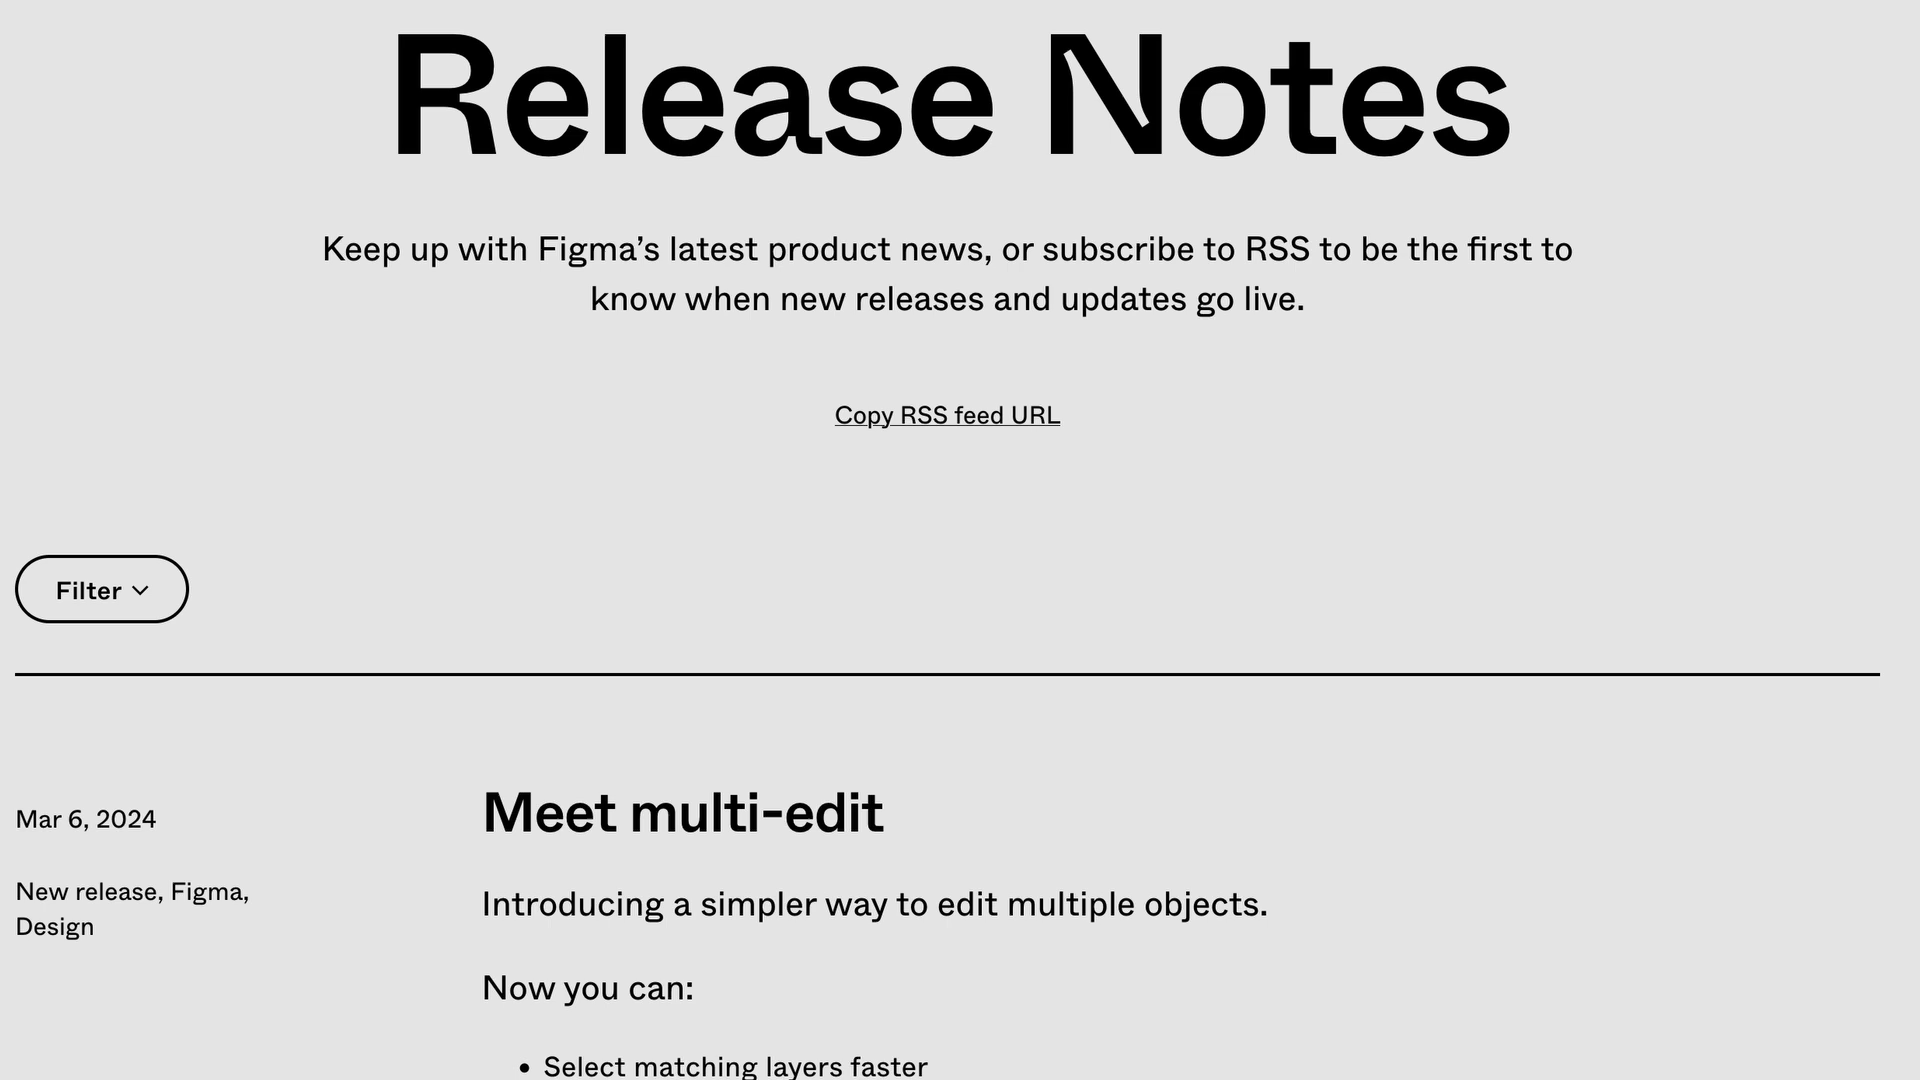 Release Notes
Keep up with Figma’s latest product news, or subscribe to RSS to be the first to
know when new releases and updates go live.
Copy RSS feed URL
Filter
Mar 6, 2024
New release, Figma,
Design
Meet multi-edit
Introducing a simpler way to edit multiple objects.
Now you can:
• Select matching layers faster